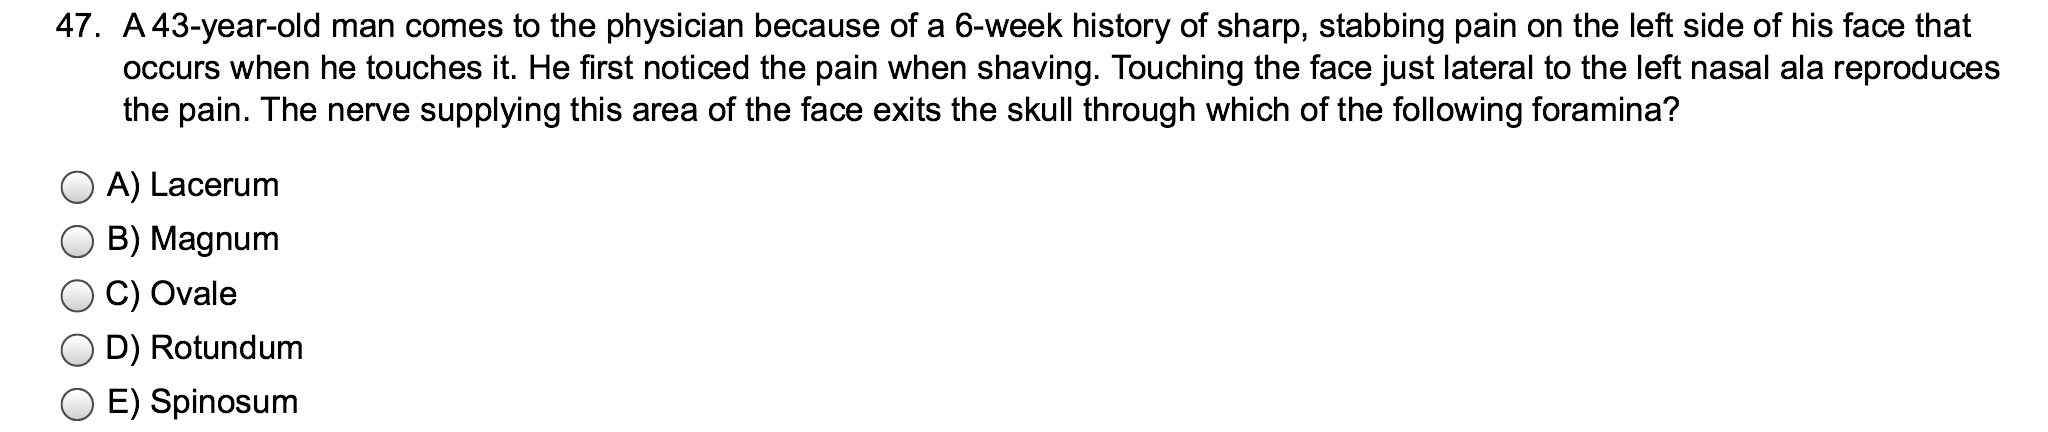 47. A 43-year-old man comes to the physician because of a 6-week history of sharp, stabbing pain on the left side of his face that
occurs when he touches it. He first noticed the pain when shaving. Touching the face just lateral to the left nasal ala reproduces
the pain. The nerve supplying this area of the face exits the skull through which of the following foramina?
A) Lacerum
B) Magnum
C) Ovale
D) Rotundum
E) Spinosum